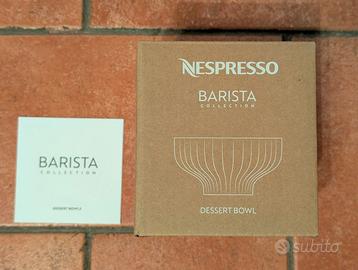 BARISTA
COLLECTION
DESSERT BOWLS
NESPRESSO
BARISTA
COLLECTION
DESSERT BOWL
subito